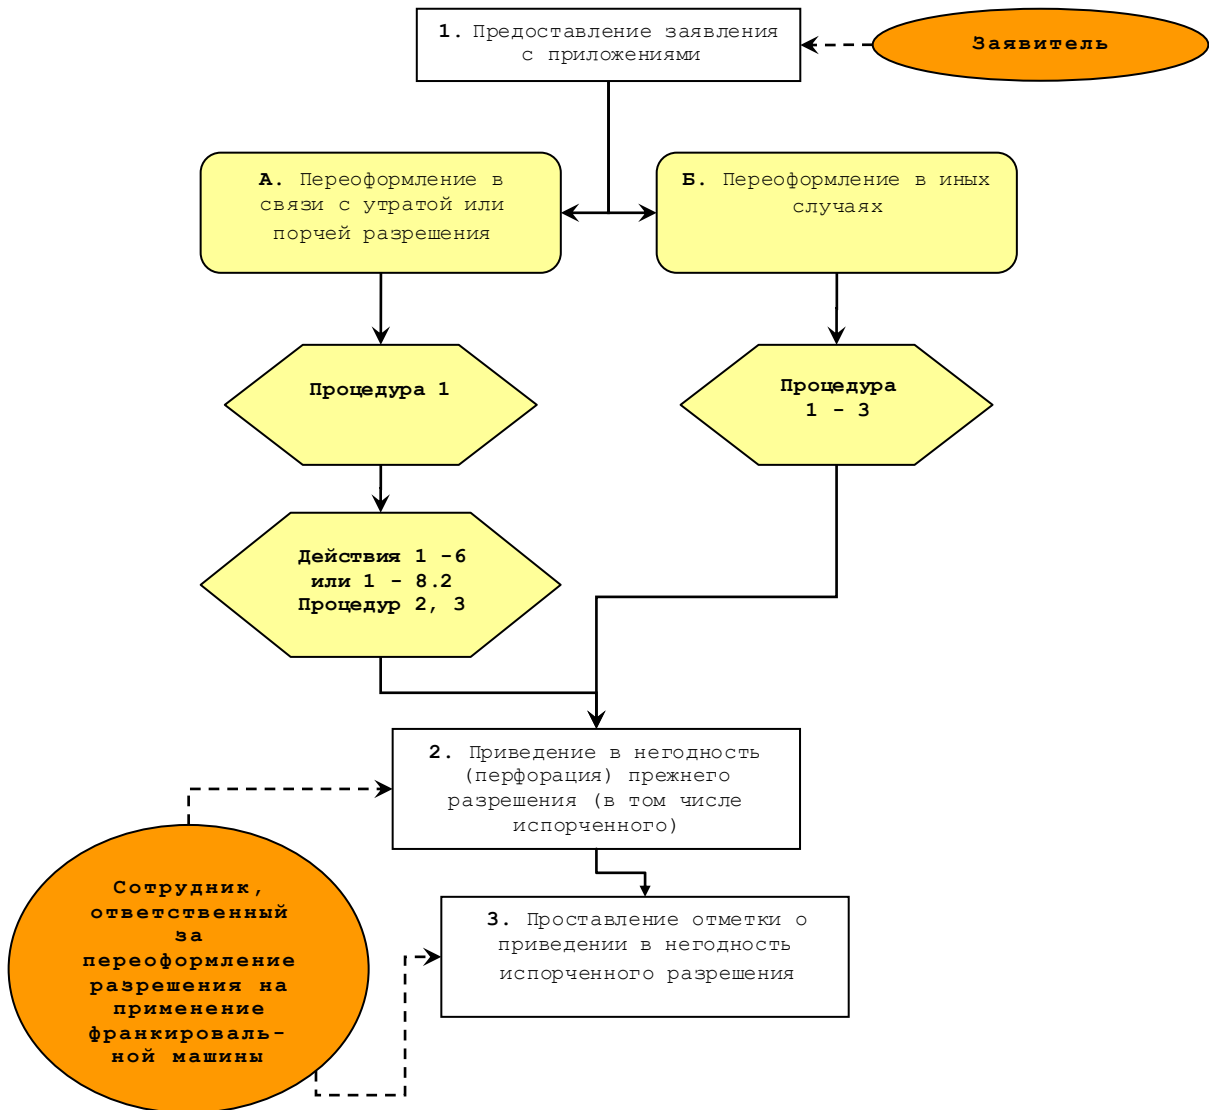 1. Предоставление заявления
с приложениями
Заявитель
А. Переоформление в
связи с утратой или
порчей разрешения
Б. Переоформление в иных
случаях
Процедура 1
Процедура
1 - 3
Действия 1 -6
или 1 - 8.2
Процедур 2, 3
2. Приведение в негодность
(перфорация) прежнего
разрешения (в том числе
испорченного)
Сотрудник,
ответственный
за
переоформление
разрешения на
применение
франкироваль-
ной машины
3. Проставление отметки о
приведении в негодность
испорченного разрешения